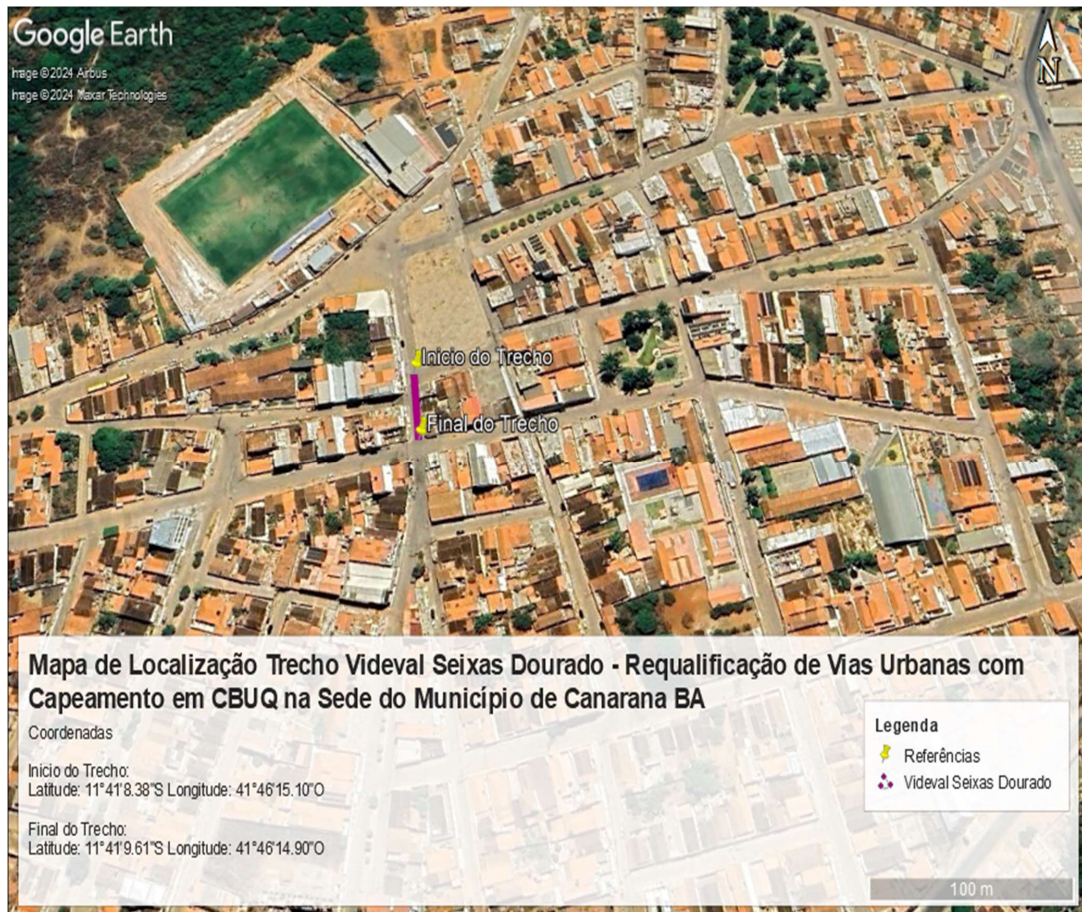 Google Earth
Image © 2024 Airbus
Image © 2024 Maxar Technologies
N
Início do Trecho
Final do Trecho
Mapa de Localização Trecho Videval Seixas Dourado - Requalificação de Vias Urbanas com
Capeamento em CBUQ na Sede do Município de Canarana BA
Coordenadas
Início do Trecho:
Latitude: 11°41'8.38"S Longitude: 41°46'15.10"O
Final do Trecho:
Latitude: 11°41'9.61"S Longitude: 41°46'14.90"O
Legenda
Referências
Videval Seixas Dourado
100 m